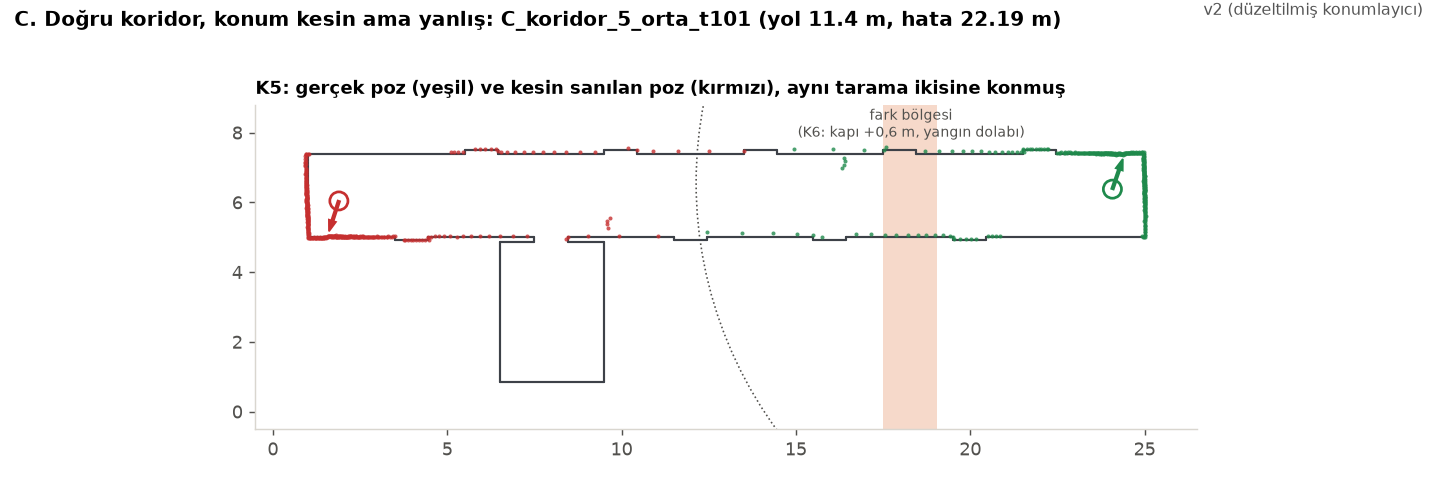 C. Doğru koridor, konum kesin ama yanlış: C_koridor_5_orta_t101 (yol 11.4 m, hata 22.19 m)
v2 (düzeltilmiş konumlayıcı)
K5: gerçek poz (yeşil) ve kesin sanılan poz (kırmızı), aynı tarama ikisine konmuş
fark bölgesi
(K6: kapı +0,6 m, yangın dolabı)
8
6
4
2
0
0 5 10 15 20 25